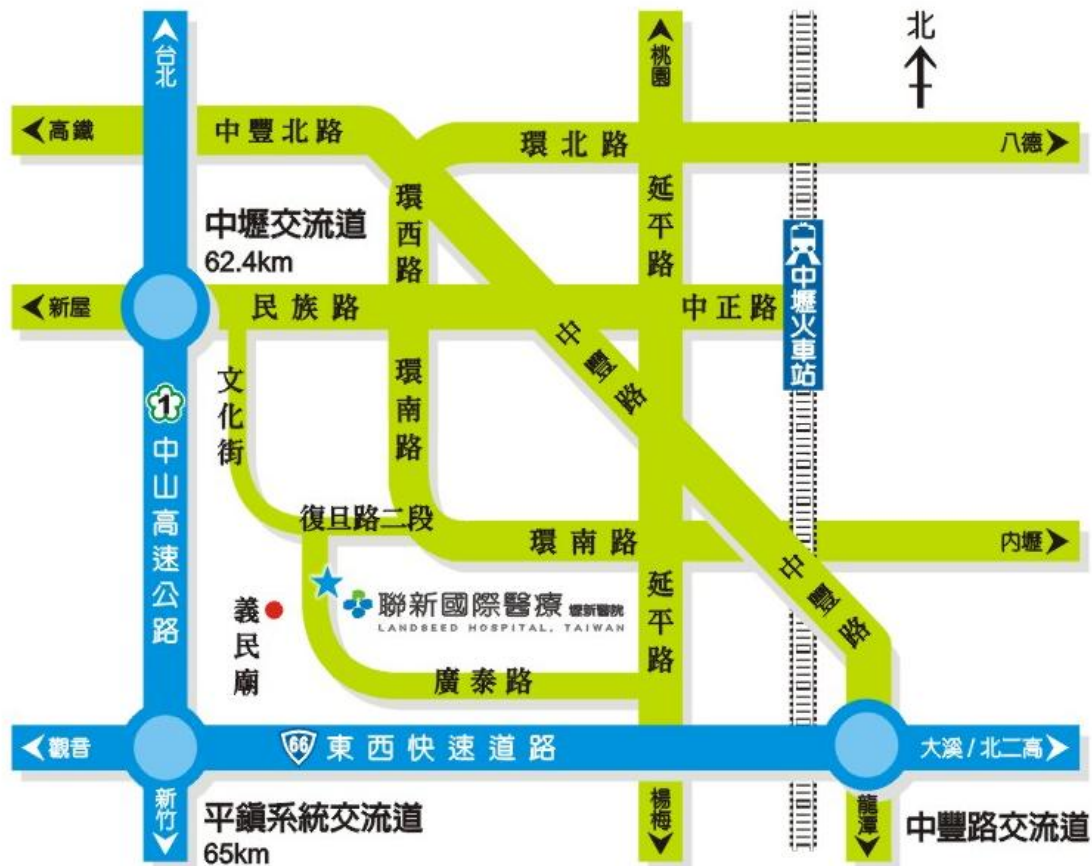 台北
桃園
北
高鐵
中豐北路
環北路
八德
環西路
延平路
中壢交流道
62.4km
新屋
民族路
中正路
中壢火車站
中豐路
文化街
環南路
1
中山高速公路
復旦路二段
環南路
內壢
中豐路
聯新國際醫療 壢新醫院
LANDSEED HOSPITAL, TAIWAN
義民廟
延平路
廣泰路
觀音
66
東西快速道路
大溪/北二高
新竹
平鎮系統交流道
65km
楊梅
龍潭
中豐路交流道